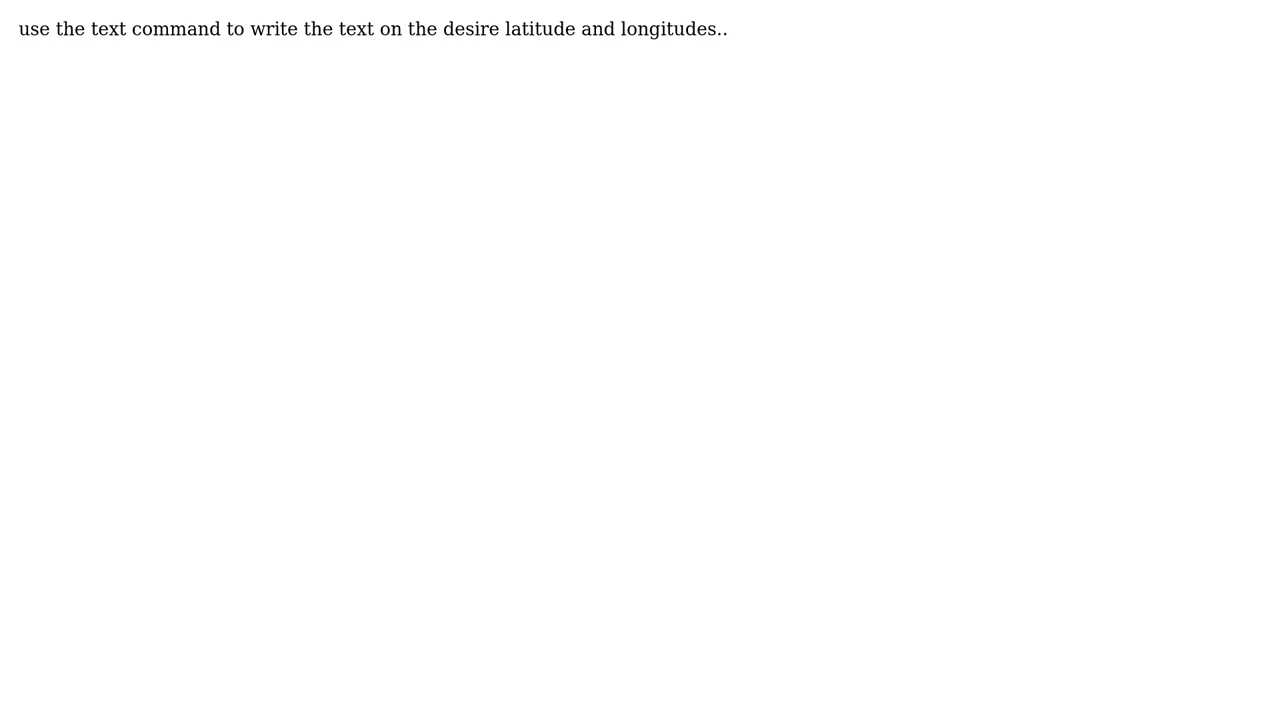 use the text command to write the text on the desire latitude and longitudes..